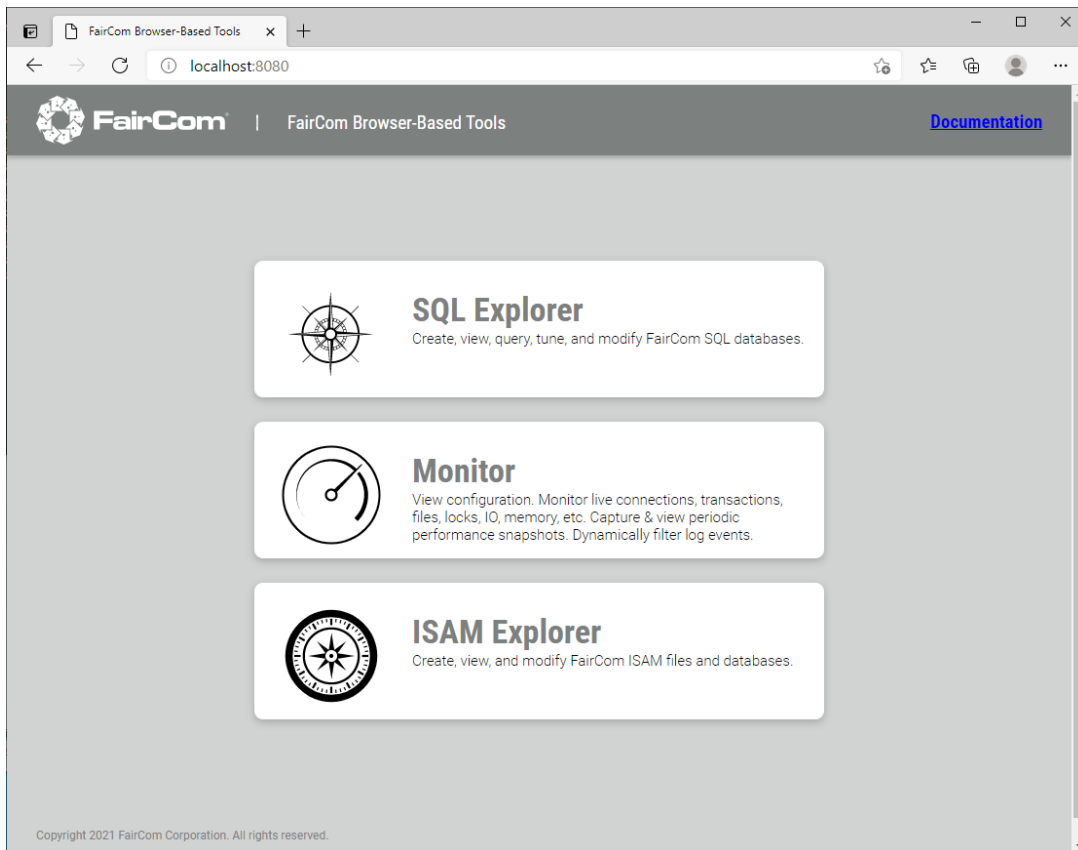 FairCom Browser-Based Tools
localhost:8080
FairCom | FairCom Browser-Based Tools Documentation
SQL Explorer
Create, view, query, tune, and modify FairCom SQL databases.
Monitor
View configuration. Monitor live connections, transactions,
files, locks, IO, memory, etc. Capture & view periodic
performance snapshots. Dynamically filter log events.
ISAM Explorer
Create, view, and modify FairCom ISAM files and databases.
Copyright 2021 FairCom Corporation. All rights reserved.